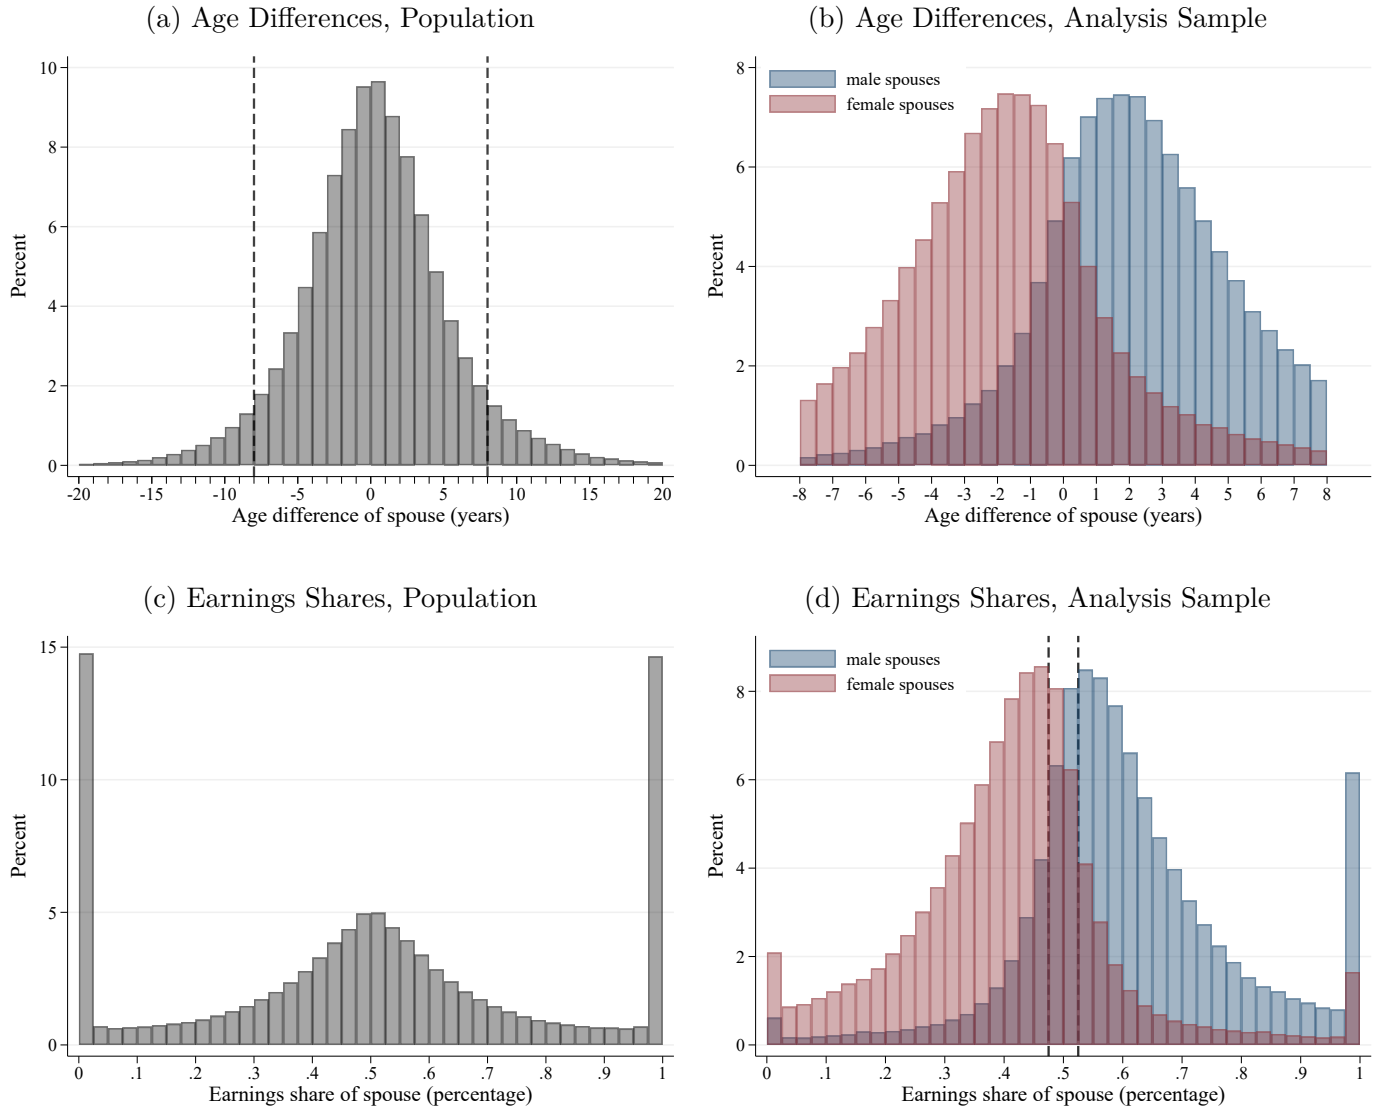 (a) Age Differences, Population
10
8
6
4
2
0
Percent
-20 -15 -10 -5 0 5 10 15 20
Age difference of spouse (years)
(b) Age Differences, Analysis Sample
male spouses
female spouses
8
6
4
2
0
Percent
-8 -7 -6 -5 -4 -3 -2 -1 0 1 2 3 4 5 6 7 8
Age difference of spouse (years)
(c) Earnings Shares, Population
15
10
5
0
Percent
0 .1 .2 .3 .4 .5 .6 .7 .8 .9 1
Earnings share of spouse (percentage)
(d) Earnings Shares, Analysis Sample
male spouses
female spouses
8
6
4
2
0
Percent
0 .1 .2 .3 .4 .5 .6 .7 .8 .9 1
Earnings share of spouse (percentage)